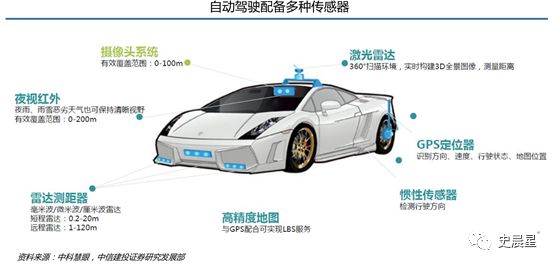 自动驾驶配备多种传感器
摄像头系统
有效覆盖范围：0-100m
激光雷达
360°扫描环境，实时构建3D全景图像，测量距离
夜视红外
夜雨、雨雪恶劣天气也可保持清晰视野
有效覆盖范围：0-200m
GPS定位器
识别方向、速度、行驶状态、地图位置
雷达测距器
毫米波/微米波/厘米波雷达
短程雷达：0.2-20m
远程雷达：1-120m
高精度地图
与GPS配合可实现LBS服务
惯性传感器
检测行驶方向
资料来源：中科慧眼，中信建投证券研究发展部
史晨星